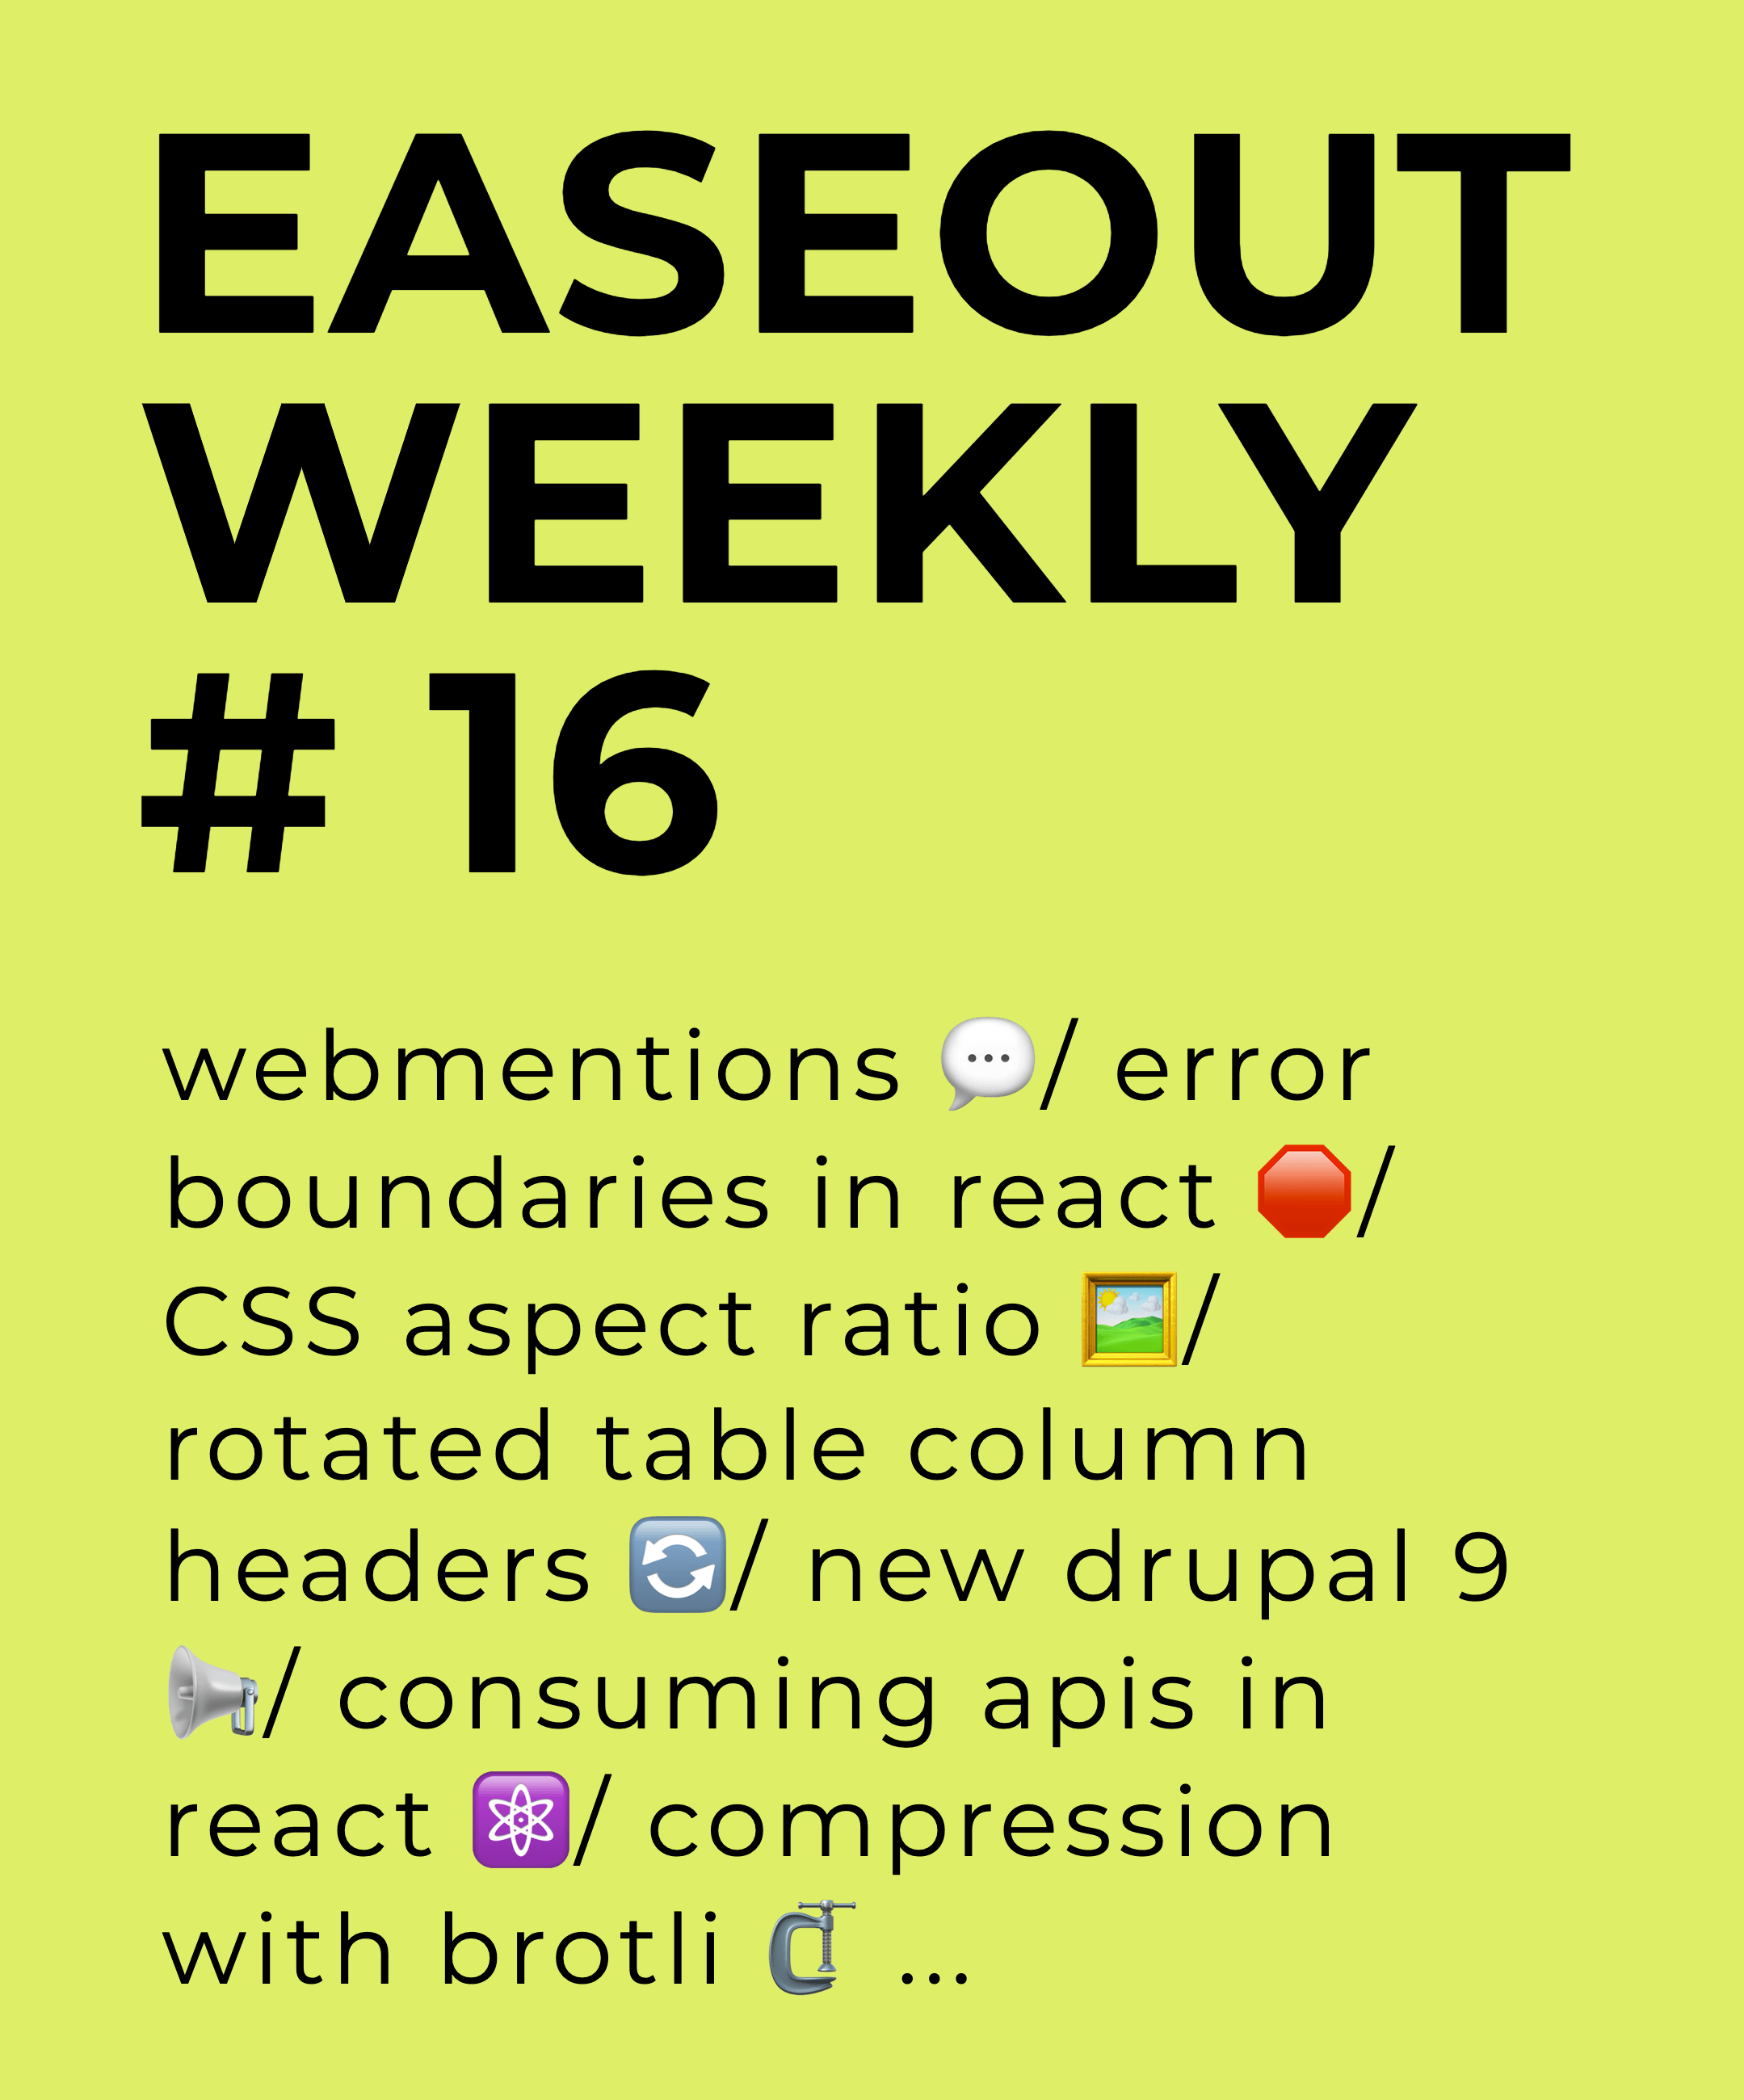 EASEOUT
WEEKLY
# 16
webmentions 💬/ error
boundaries in react 🛑/
CSS aspect ratio 🖼️/
rotated table column
headers 🔄/ new drupal 9
📢/ consuming apis in
react ⚛️/ compression
with brotli 🗜️ ...